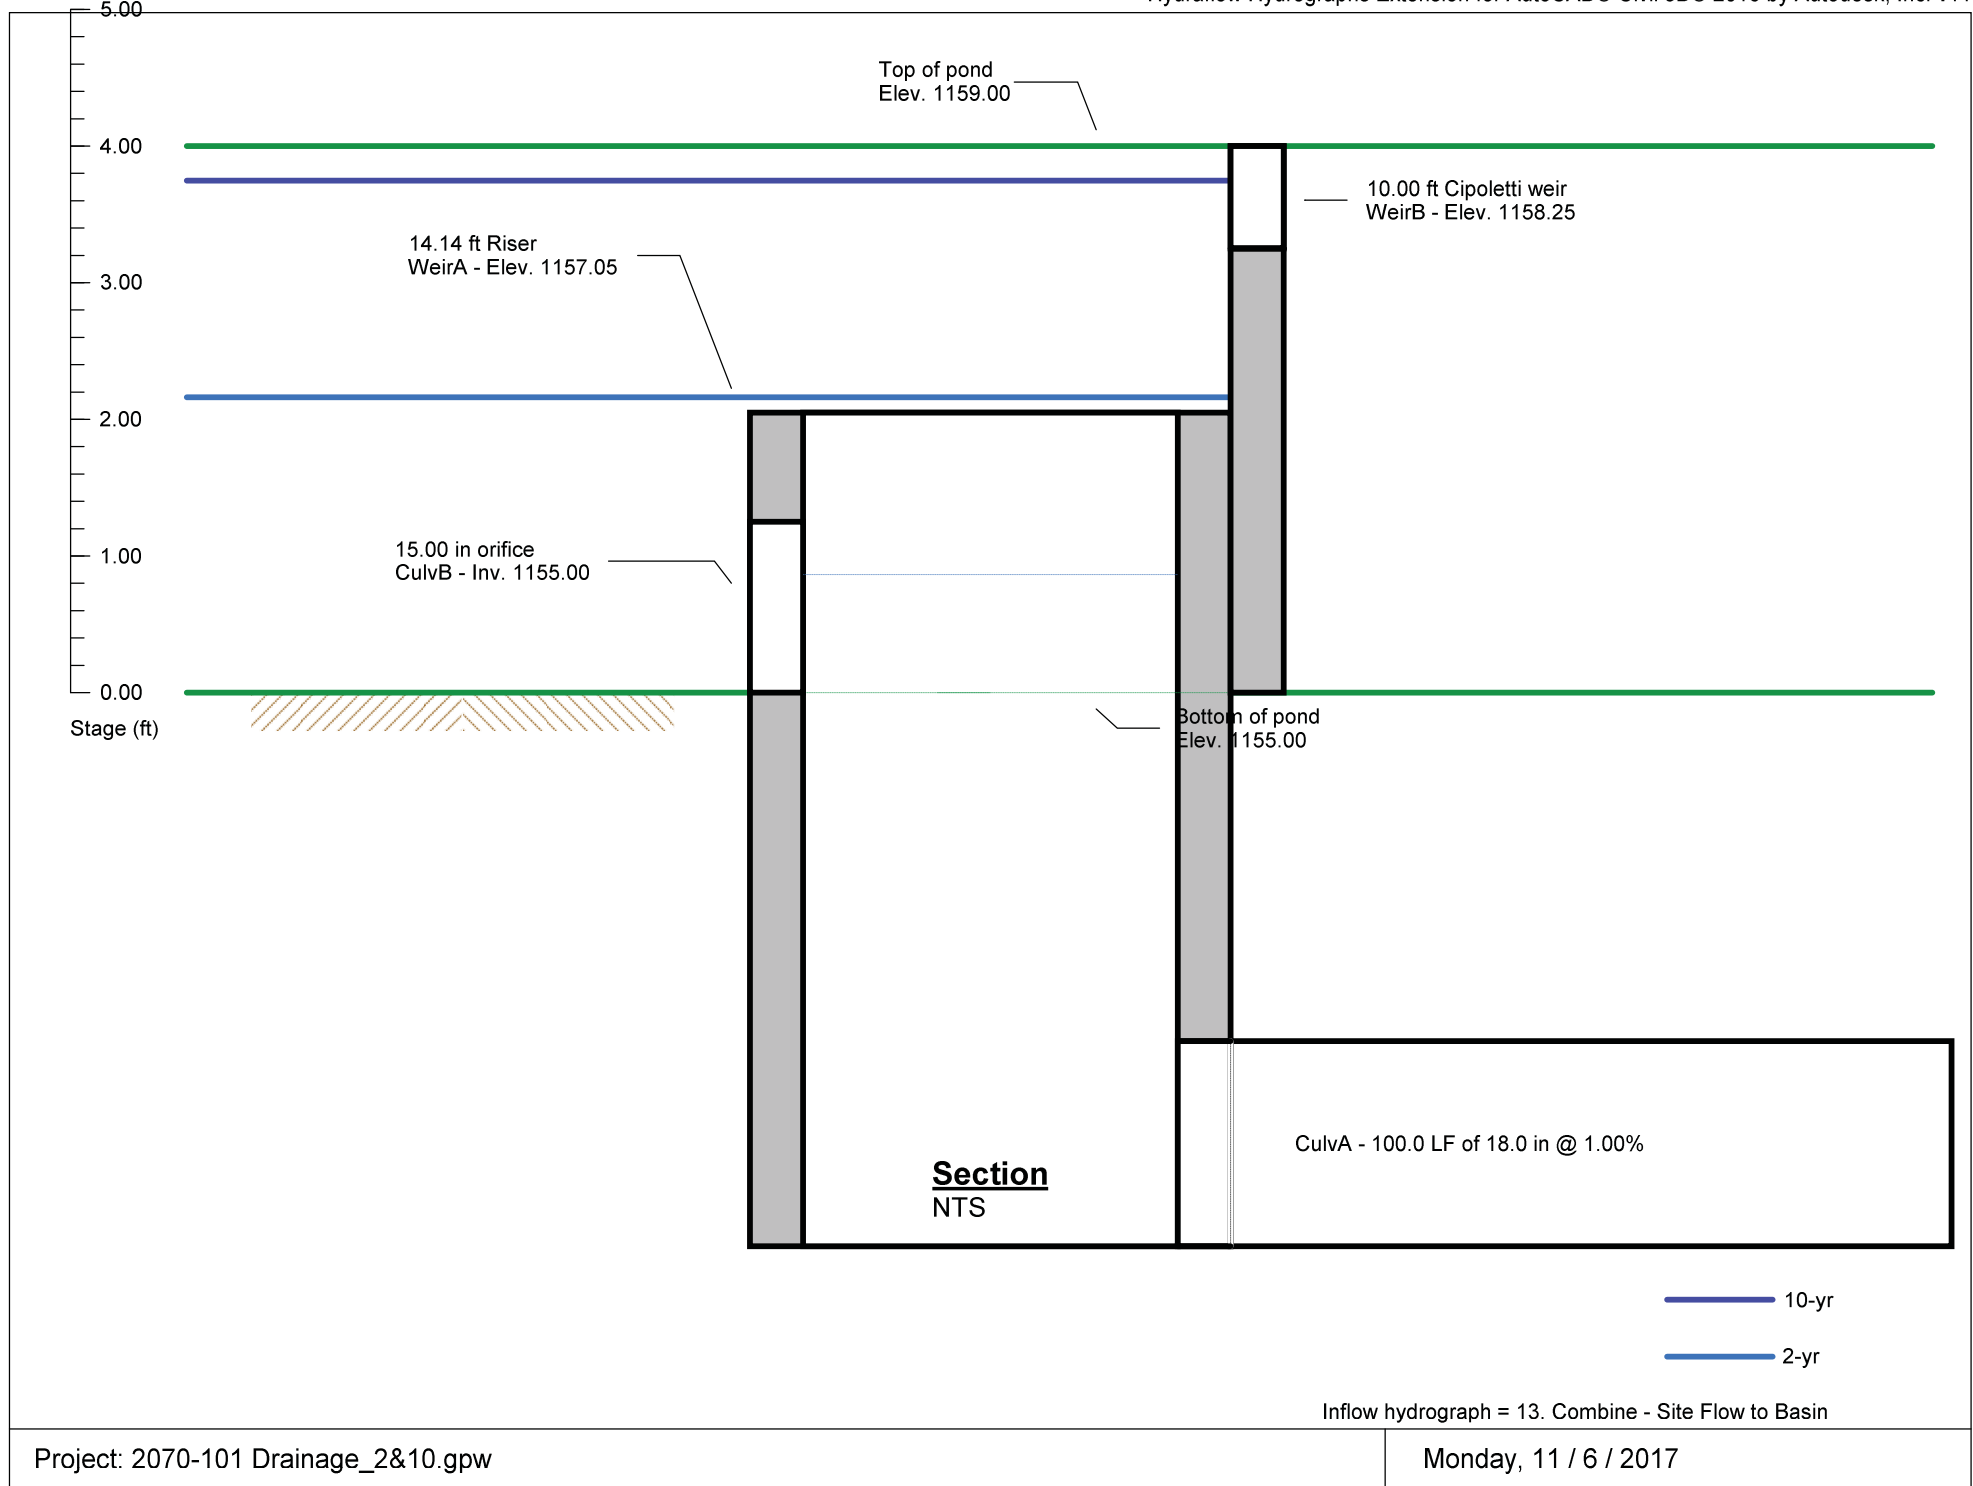 5.00
Top of pond
Elev. 1159.00
4.00
10.00 ft Cipoletti weir
WeirB - Elev. 1158.25
14.14 ft Riser
WeirA - Elev. 1157.05
3.00
2.00
15.00 in orifice
CulvB - Inv. 1155.00
1.00
0.00
Stage (ft)
Bottom of pond
Elev. 1155.00
CulvA - 100.0 LF of 18.0 in @ 1.00%
Section
NTS
10-yr
2-yr
Inflow hydrograph = 13. Combine - Site Flow to Basin
Project: 2070-101 Drainage_2&10.gpw
Monday, 11 / 6 / 2017